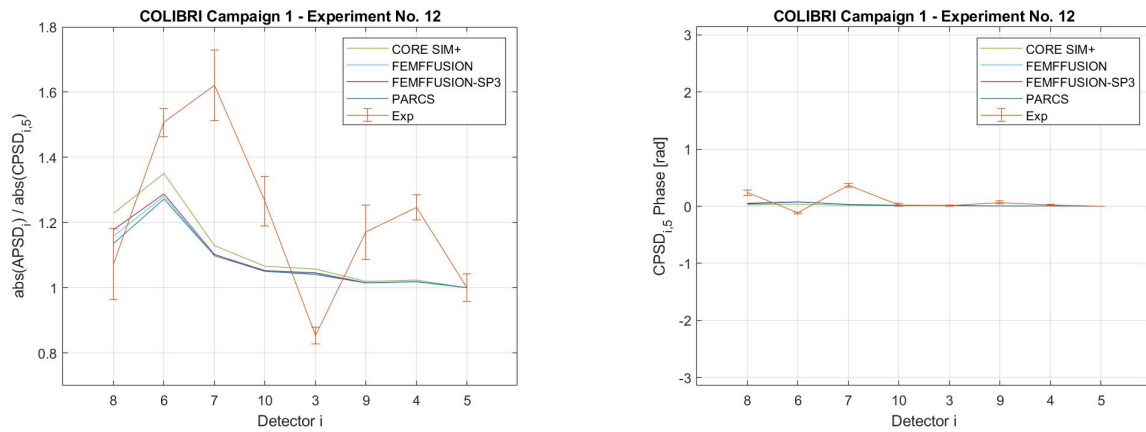 COLIBRI Campaign 1 - Experiment No. 12
1.8
1.6
1.4
1.2
1
0.8
abs(APSD_i) / abs(CPSD_i,5)
CORE SIM+
FEMFFUSION
FEMFFUSION-SP3
PARCS
Exp
8 6 7 10 3 9 4 5
Detector i
COLIBRI Campaign 1 - Experiment No. 12
3
2
1
0
-1
-2
-3
CPSD_i,5 Phase [rad]
CORE SIM+
FEMFFUSION
FEMFFUSION-SP3
PARCS
Exp
8 6 7 10 3 9 4 5
Detector i